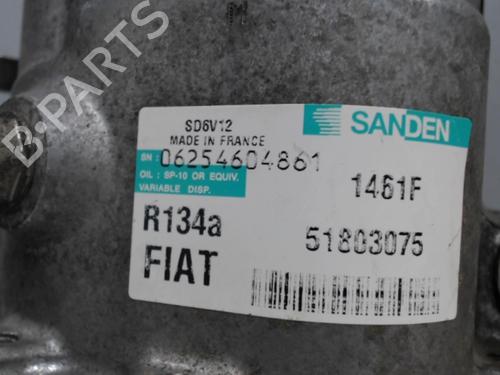 SD6V12
MADE IN FRANCE
SANDEN
SN : 06254604861
OIL : SP-10 OR EQUIV.
VARIABLE DISP.
1461F
R134a
51803075
FIAT
B-PARTS